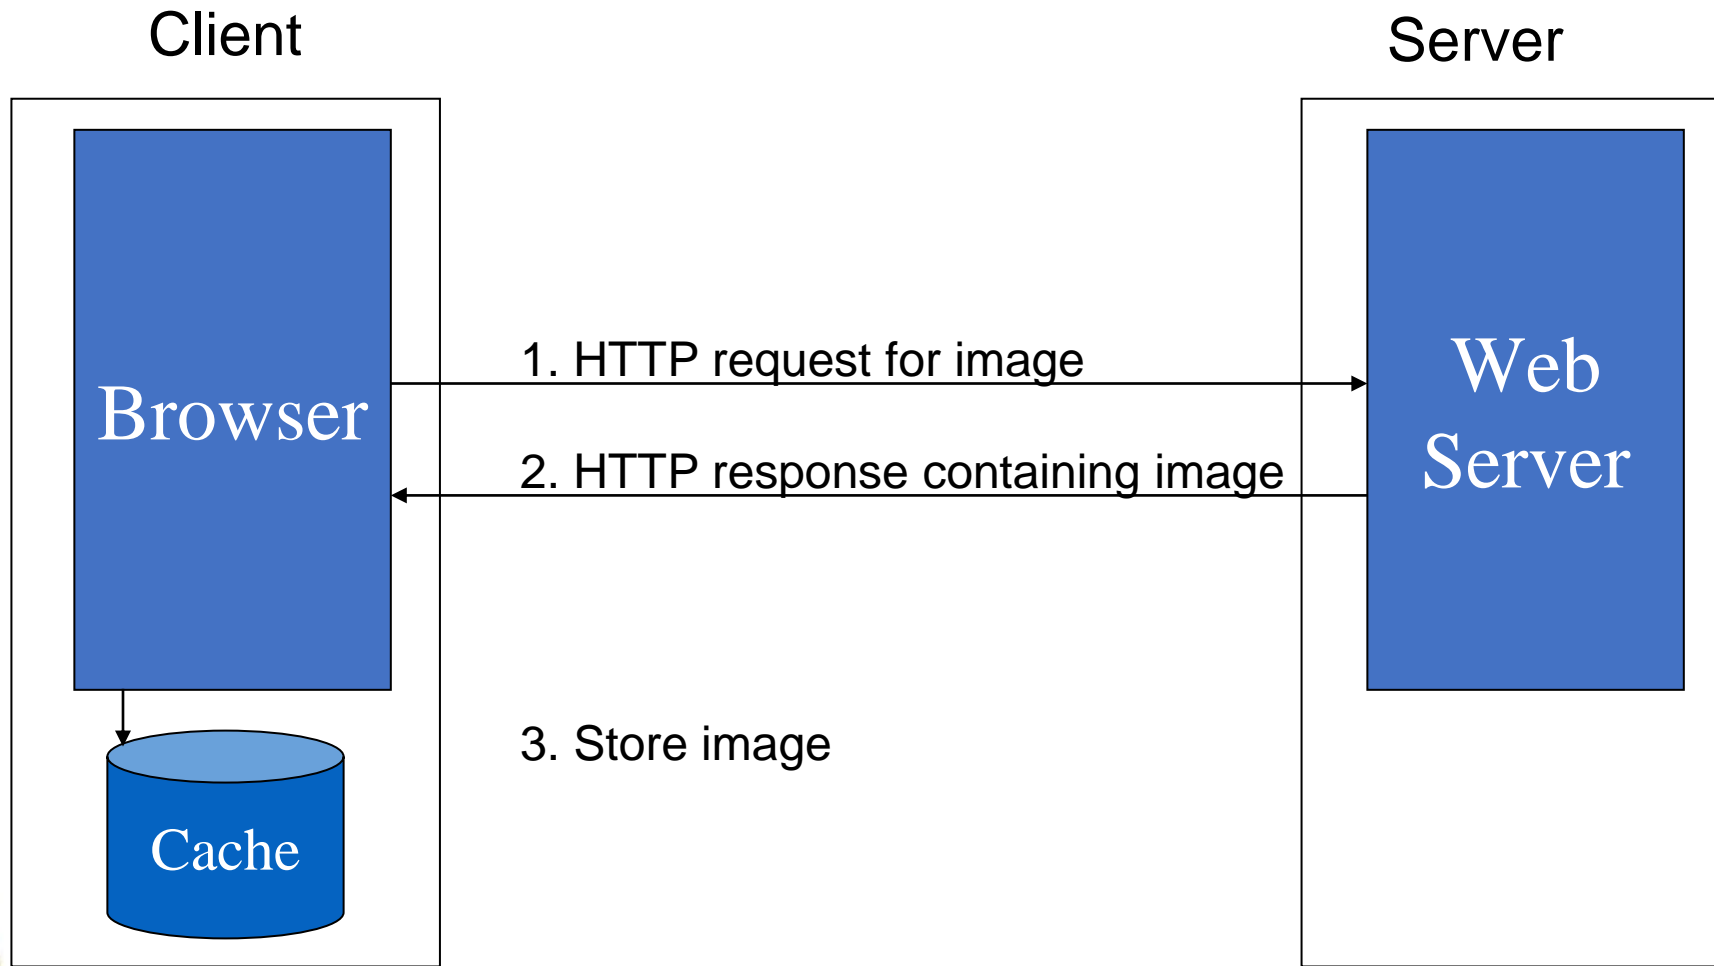 Client
Server
Browser
1. HTTP request for image
2. HTTP response containing image
Web
Server
3. Store image
Cache